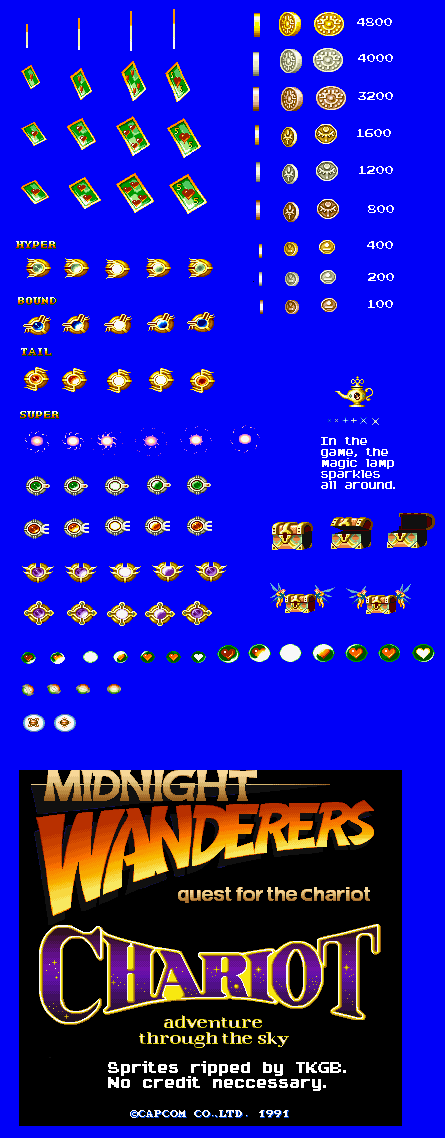 4800
4000
3200
1600
1200
800
HYPER
400
200
BOUND
100
TAIL
SUPER
In the
game, the
magic lamp
sparkles
all around.
MIDNIGHT
WANDERERS
quest for the Chariot
CHARIOT
adventure
through the sky
Sprites ripped by TKGB.
No credit neccessary.
©CAPCOM CO.,LTD. 1991